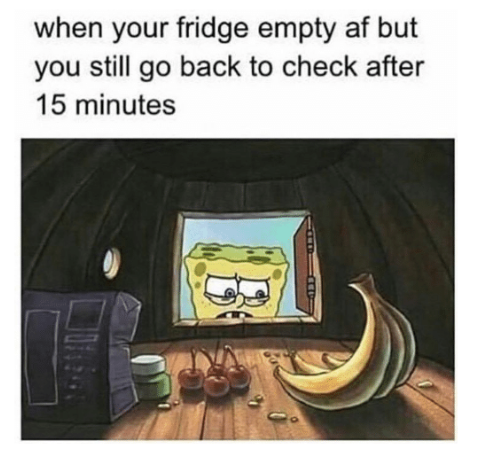 when your fridge empty af but
you still go back to check after
15 minutes